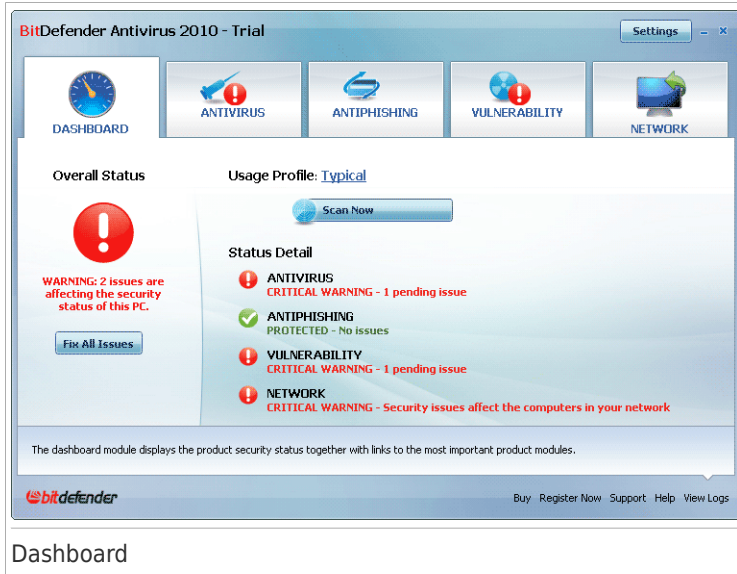 BitDefender Antivirus 2010 - Trial
Settings
DASHBOARD
ANTIVIRUS
ANTIPHISHING
VULNERABILITY
NETWORK
Overall Status
WARNING: 2 issues are
affecting the security
status of this PC.
Fix All Issues
Usage Profile: Typical
Scan Now
Status Detail
ANTIVIRUS
CRITICAL WARNING - 1 pending issue
ANTIPHISHING
PROTECTED - No issues
VULNERABILITY
CRITICAL WARNING - 1 pending issue
NETWORK
CRITICAL WARNING - Security issues affect the computers in your network
The dashboard module displays the product security status together with links to the most important product modules.
bitdefender
Buy Register Now Support Help View Logs
Dashboard